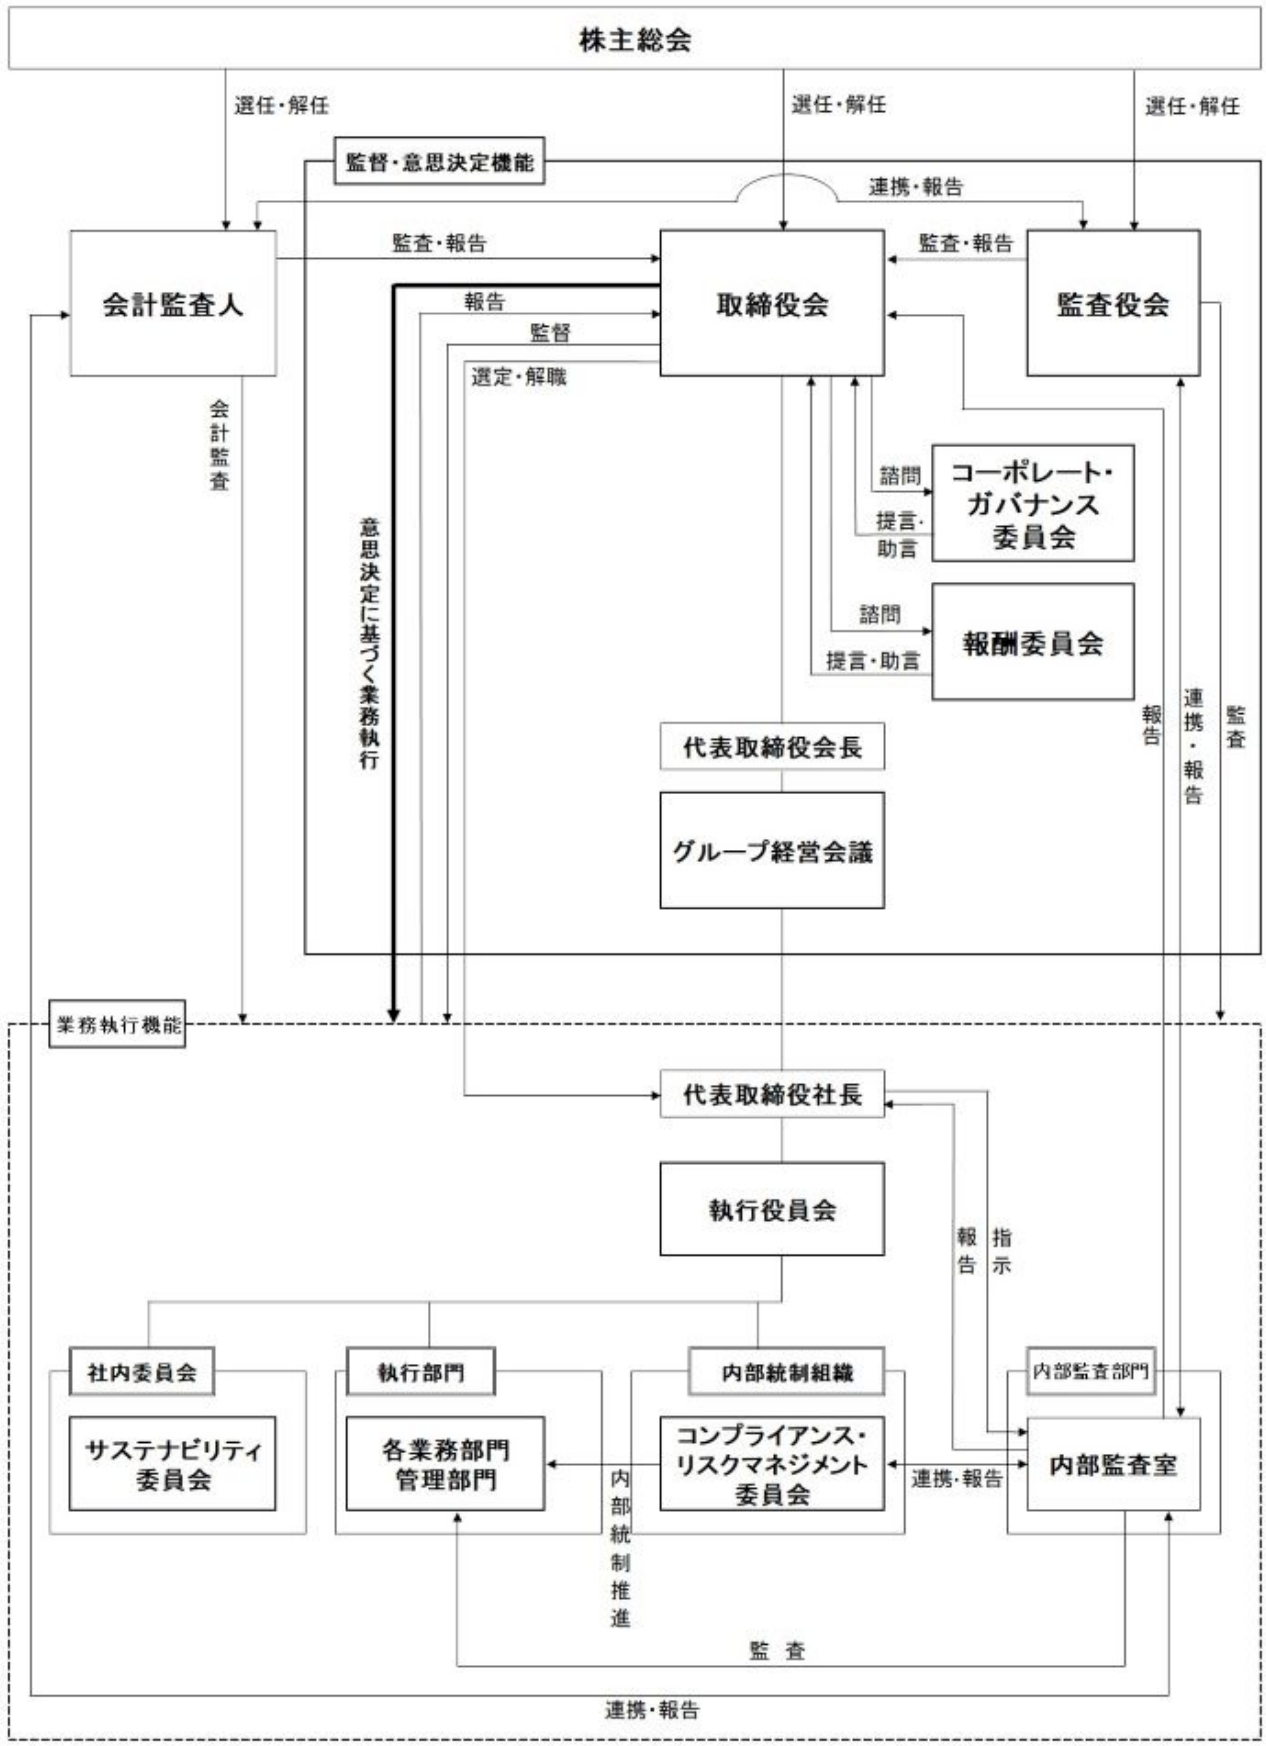 株主総会
選任・解任
選任・解任
選任・解任
監督・意思決定機能
連携・報告
監査・報告
監査・報告
会計監査人
取締役会
監査役会
報告
監督
選定・解職
会計監査
諮問
コーポレート・
ガバナンス
委員会
提言・
助言
意思決定に基づく業務執行
諮問
報酬委員会
提言・助言
報告
連携・報告
監査
代表取締役会長
グループ経営会議
業務執行機能
代表取締役社長
執行役員会
報告
指示
社内委員会
執行部門
内部統制組織
内部監査部門
サステナビリティ
委員会
各業務部門
管理部門
コンプライアンス・
リスクマネジメント
委員会
内部監査室
連携・報告
内部統制推進
監査
連携・報告